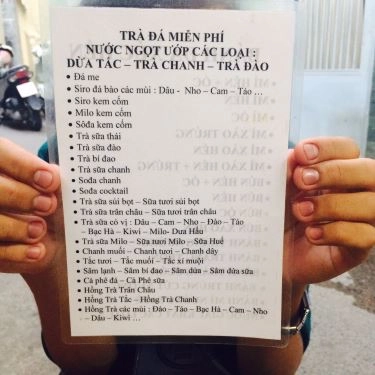 TRÀ ĐÁ MIỄN PHÍ
NƯỚC NGỌT ƯỚP CÁC LOẠI :
DỪA TẮC – TRÀ CHANH – TRÀ ĐÀO
• Đá me
• Siro đá bào các mùi : Dâu - Nho – Cam – Táo …
• Siro kem cốm
• Milo kem cốm
• Sôđa kem cốm
• Trà sữa thái
• Trà sữa đào
• Trà bí đao
• Trà sữa chanh
• Sođa chanh
• Sođa cocktail
• Trà sữa sủi bọt – Sữa tươi sủi bọt
• Trà sữa trân châu – Sữa tươi trân châu
• Trà sữa có vị : Dâu – Cam – Nho – Đào – Táo
– Bạc Hà – Kiwi – Milo- Dưa Hấu
• Trà sữa Milo – Sữa tươi Milo – Sữa Huế
• Chanh muối – Chanh tươi – Chanh dây
• Tắc tươi – Tắc muối – Tắc xí muội
• Sâm lạnh – Sâm bí đao – Sâm dứa – Sâm dứa sữa
• Cà phê đá – Cà Phê sữa
• Hồng Trà Trân Châu
• Hồng Trà Tắc – Hồng Trà Chanh
• Hồng Trà các mùi : Đào – Táo – Bạc Hà – Cam – Nho
– Dâu – Kiwi …